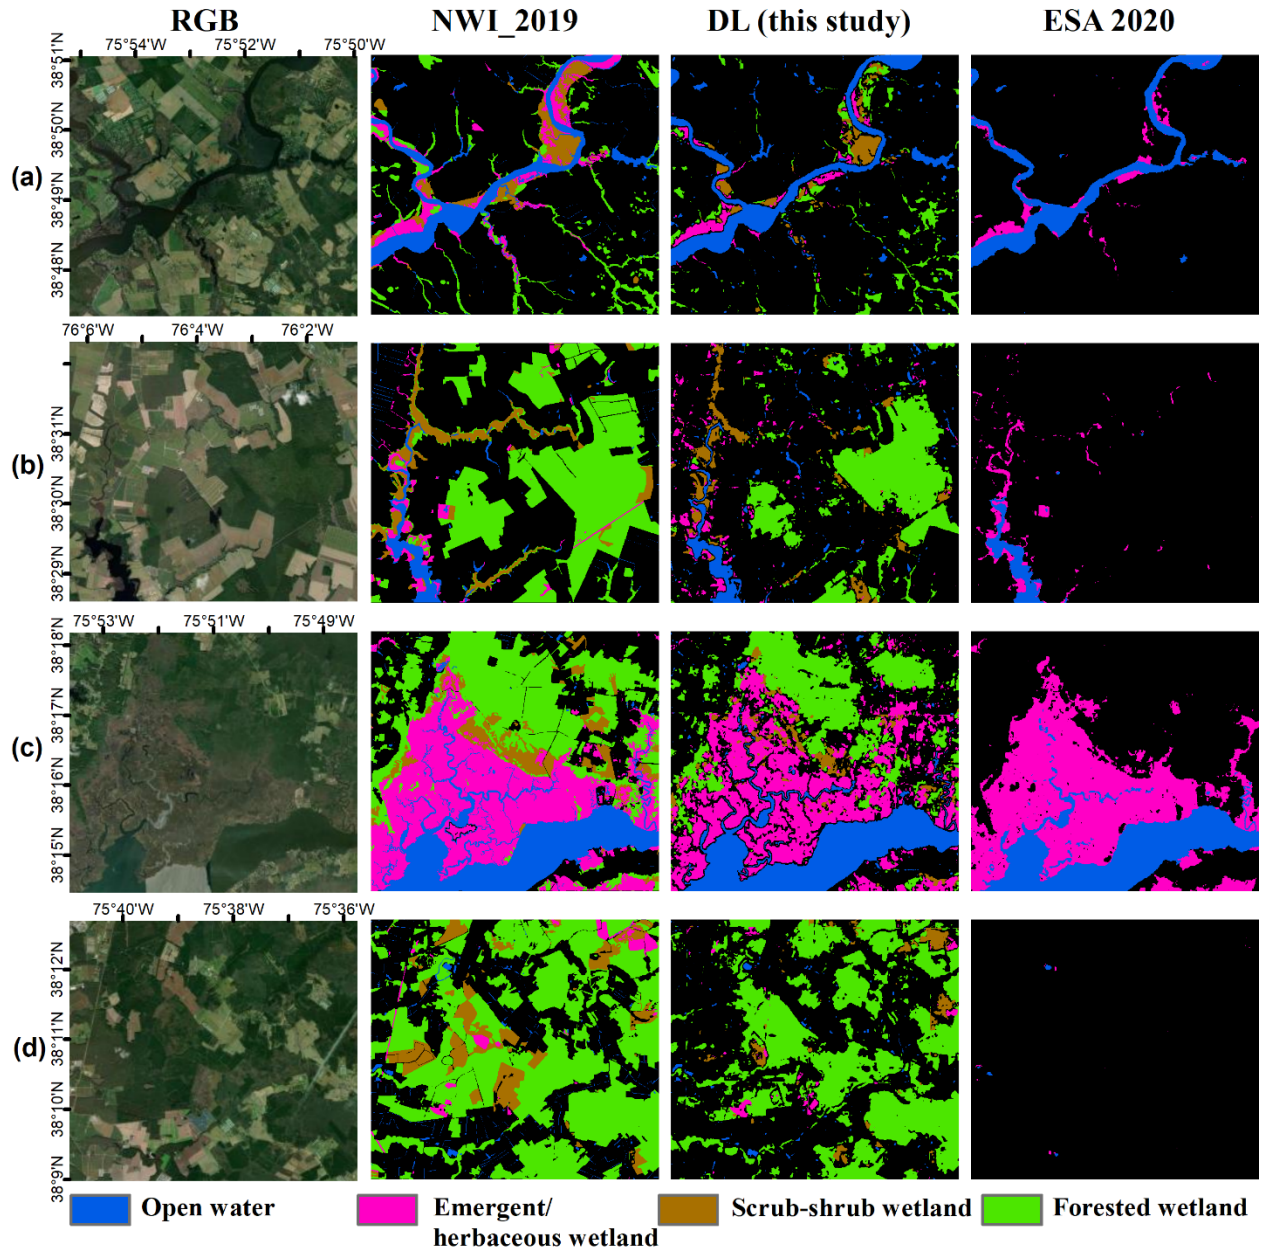 RGB
NWI_2019
DL (this study)
ESA 2020
75°54'W 75°52'W 75°50'W
38°51'N
38°50'N
38°49'N
38°48'N
(a)
76°6'W 76°4'W 76°2'W
38°31'N
38°30'N
38°29'N
(b)
75°53'W 75°51'W 75°49'W
38°18'N
38°17'N
38°16'N
38°15'N
(c)
75°40'W 75°38'W 75°36'W
38°12'N
38°11'N
38°10'N
38°9'N
(d)
Open water
Emergent/
herbaceous wetland
Scrub-shrub wetland
Forested wetland